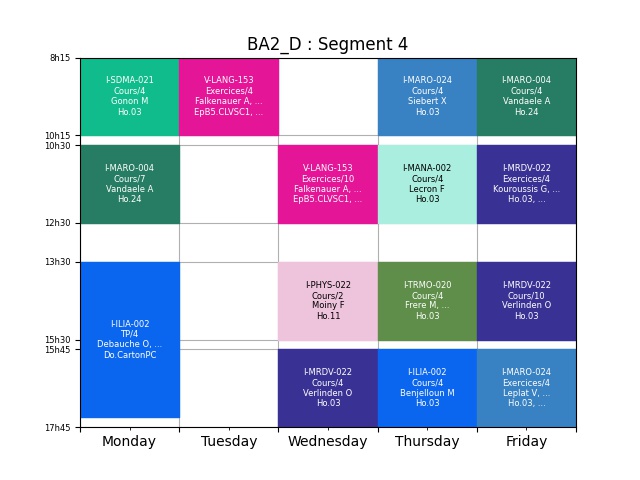 BA2_D : Segment 4
8h15
I-SDMA-021
Cours/4
Gonon M
Ho.03
V-LANG-153
Exercices/4
Falkenauer A, ...
EpB5.CLVSC1, ...
I-MARO-024
Cours/4
Siebert X
Ho.03
I-MARO-004
Cours/4
Vandaele A
Ho.24
10h15
10h30
I-MARO-004
Cours/7
Vandaele A
Ho.24
V-LANG-153
Exercices/10
Falkenauer A, ...
EpB5.CLVSC1, ...
I-MANA-002
Cours/4
Lecron F
Ho.03
I-MRDV-022
Exercices/4
Kouroussis G, ...
Ho.03, ...
12h30
13h30
I-ILIA-002
TP/4
Debauche O, ...
Do.CartonPC
I-PHYS-022
Cours/2
Moiny F
Ho.11
I-TRMO-020
Cours/4
Frere M, ...
Ho.03
I-MRDV-022
Cours/10
Verlinden O
Ho.03
15h30
15h45
I-MRDV-022
Cours/4
Verlinden O
Ho.03
I-ILIA-002
Cours/4
Benjelloun M
Ho.03
I-MARO-024
Exercices/4
Leplat V, ...
Ho.03, ...
17h45
Monday
Tuesday
Wednesday
Thursday
Friday